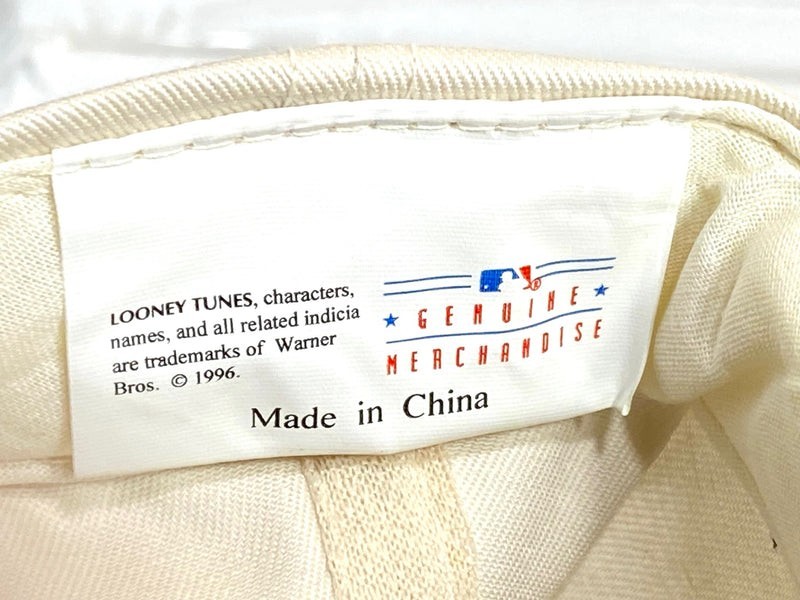 LOONEY TUNES, characters,
names, and all related indicia
are trademarks of Warner
Bros. © 1996.
®
★ GENUINE ★
MERCHANDISE
Made in China